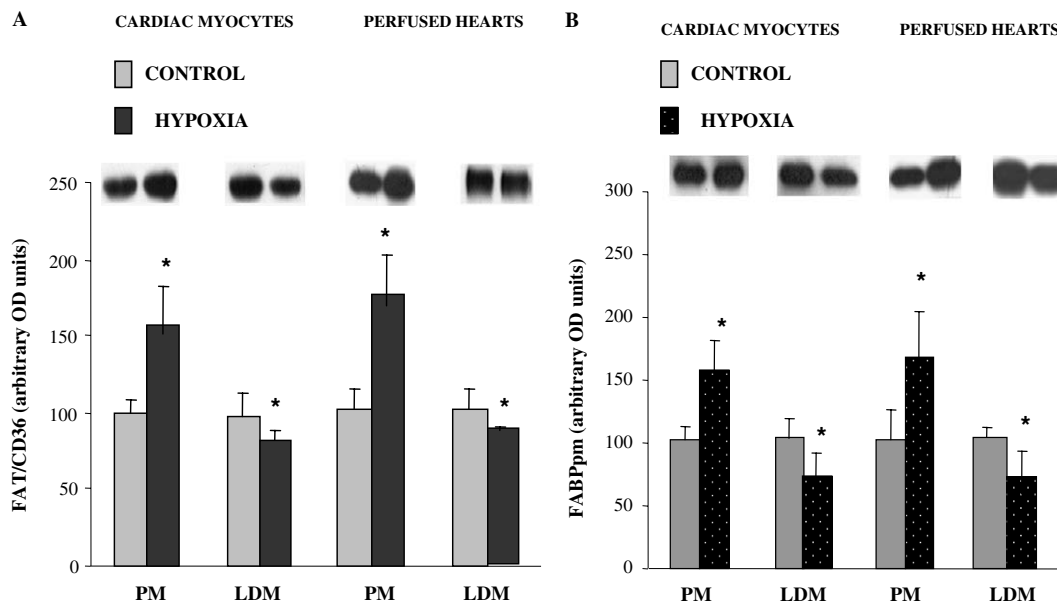 A
CARDIAC MYOCYTES
PERFUSED HEARTS
CONTROL
HYPOXIA
FAT/CD36 (arbitrary OD units)
250
200
150
100
50
0
*
*
*
*
PM
LDM
PM
LDM
B
CARDIAC MYOCYTES
PERFUSED HEARTS
CONTROL
HYPOXIA
FABPpm (arbitrary OD units)
300
250
200
150
100
50
0
*
*
*
*
PM
LDM
PM
LDM